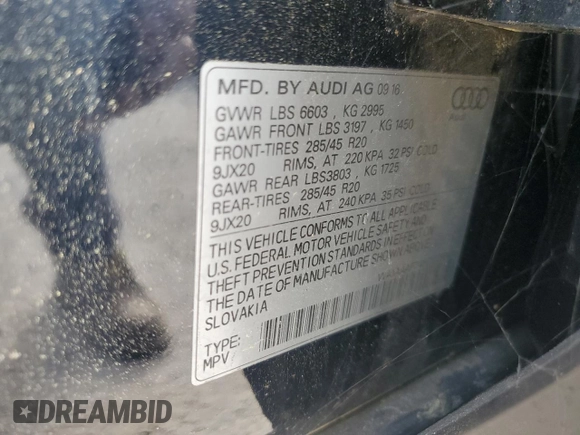 MFD. BY AUDI AG 09 16
GVWR LBS 6603 , KG 2995
GAWR FRONT LBS 3197 , KG 1450
FRONT-TIRES 285/45 R20
9JX20 RIMS, AT 220 KPA 32 PSI COLD
GAWR REAR LBS3803 , KG 1725
REAR-TIRES 285/45 R20
9JX20 RIMS, AT 240 KPA 35 PSI COLD
THIS VEHICLE CONFORMS TO ALL APPLICABLE
U.S. FEDERAL MOTOR VEHICLE SAFETY AND
THEFT PREVENTION STANDARDS IN EFFECT
THE DATE OF MANUFACTURE SHOWN
SLOVAKIA
TYPE:
MPV
DREAMBID